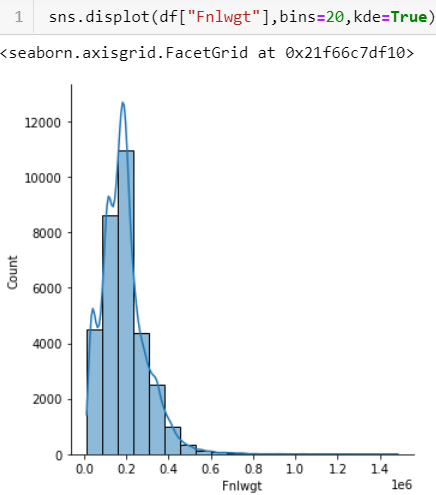 1 sns.displot(df["Fnlwgt"],bins=20,kde=True)
<seaborn.axisgrid.FacetGrid at 0x21f66c7df10>
12000
10000
8000
6000
4000
2000
0
Count
0.0 0.2 0.4 0.6 0.8 1.0 1.2 1.4
1e6
Fnlwgt